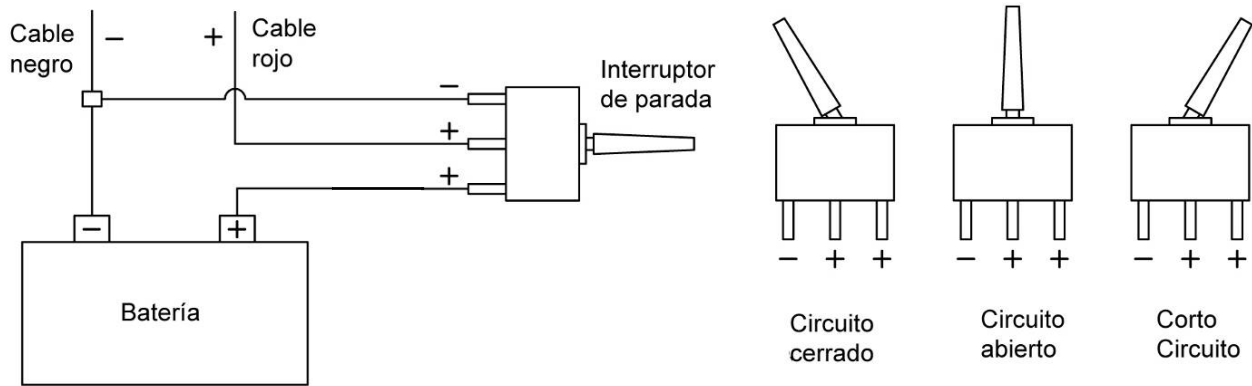 Cable
negro
−
+
Cable
rojo
Interruptor
de parada
−
+
+
−
+
Batería
− + +
− + +
− + +
Circuito
cerrado
Circuito
abierto
Corto
Circuito